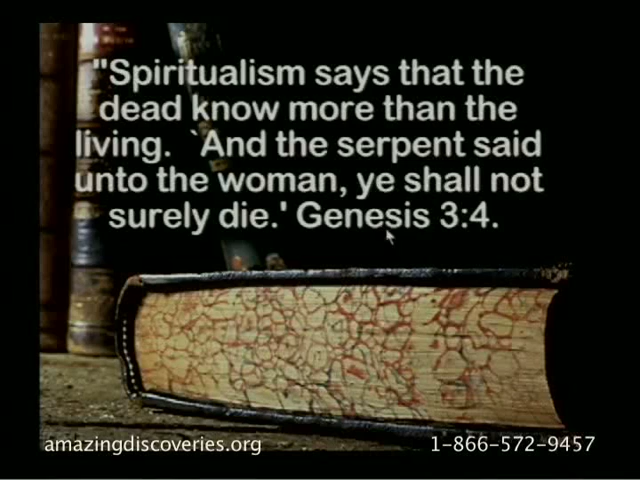 "Spiritualism says that the
dead know more than the
living. `And the serpent said
unto the woman, ye shall not
surely die.' Genesis 3:4.
amazingdiscoveries.org
1-866-572-9457